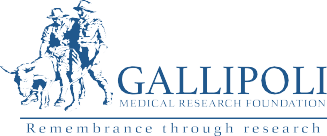 GALLIPOLI
MEDICAL RESEARCH FOUNDATION
Remembrance through research.